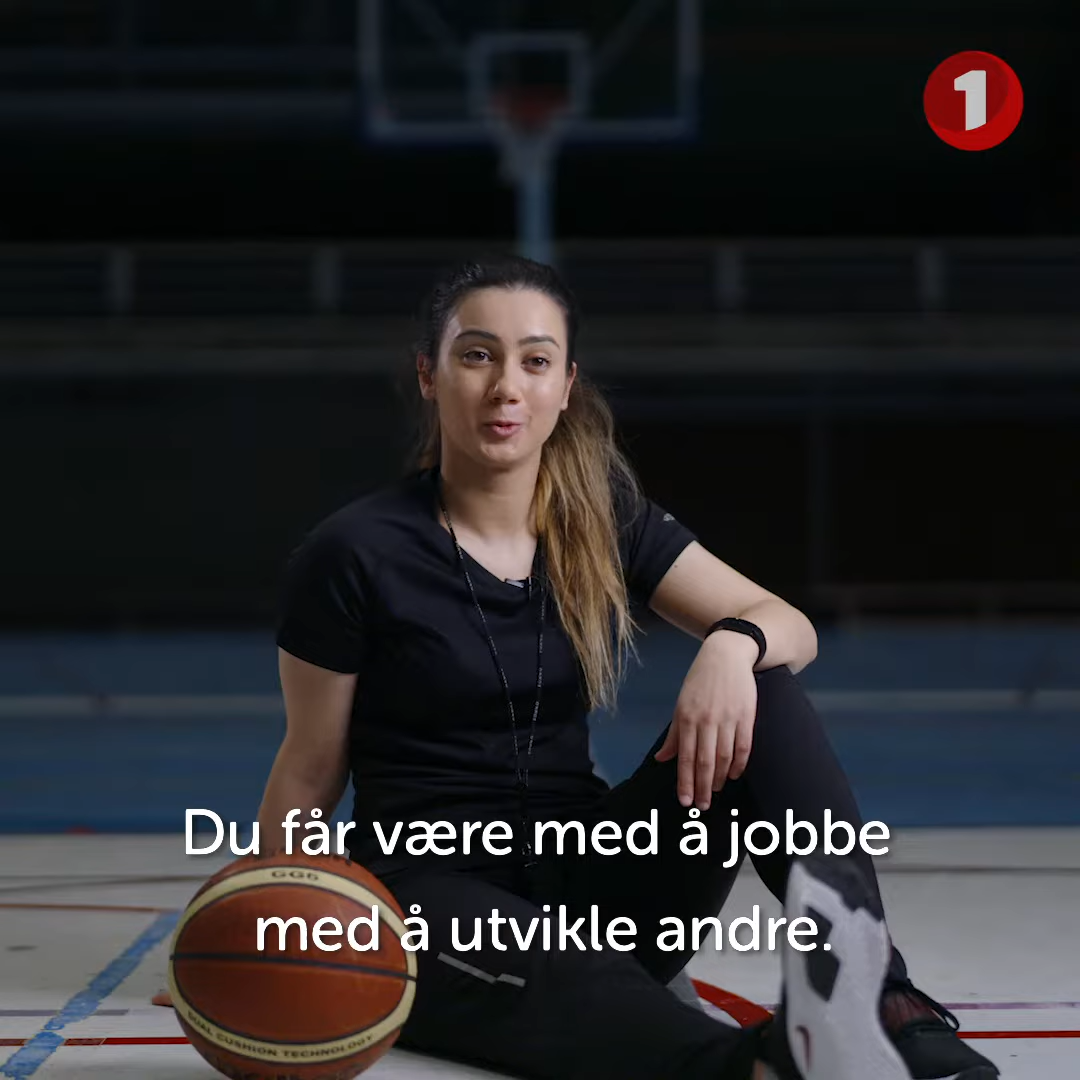 1
Du får være med å jobbe
med å utvikle andre.
GG6
DUAL CUSHION TECHNOLOGY